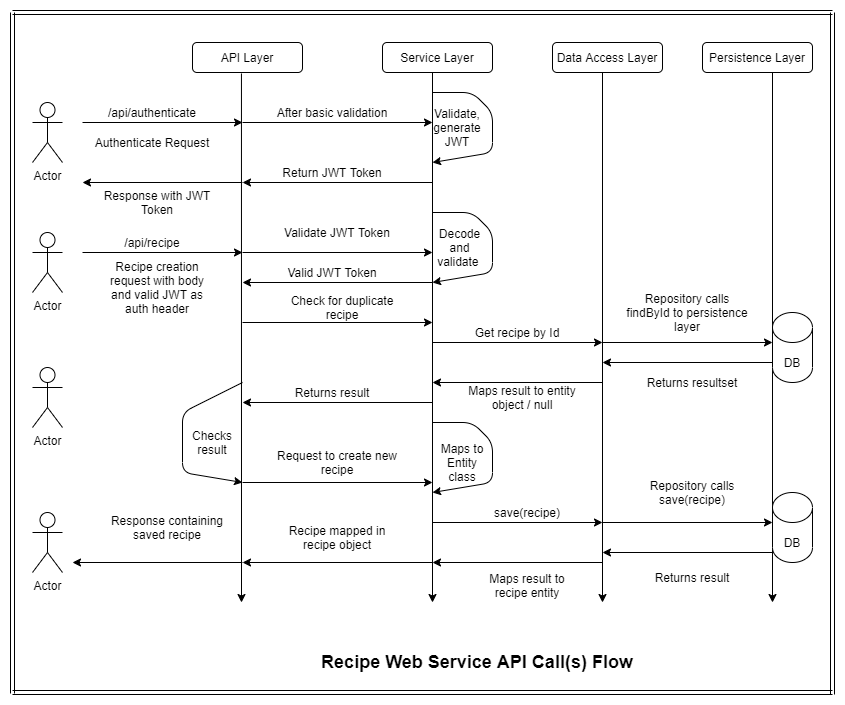 API Layer
Service Layer
Data Access Layer
Persistence Layer
/api/authenticate
After basic validation
Validate,
generate
JWT
Authenticate Request
Actor
Return JWT Token
Response with JWT
Token
/api/recipe
Validate JWT Token
Decode
and
validate
Recipe creation
request with body
and valid JWT as
auth header
Valid JWT Token
Actor
Check for duplicate
recipe
Repository calls
findById to persistence
layer
Get recipe by Id
DB
Returns resultset
Returns result
Maps result to entity
object / null
Actor
Checks
result
Request to create new
recipe
Maps to
Entity
class
Repository calls
save(recipe)
save(recipe)
Response containing
saved recipe
Recipe mapped in
recipe object
DB
Actor
Maps result to
recipe entity
Returns result
Recipe Web Service API Call(s) Flow